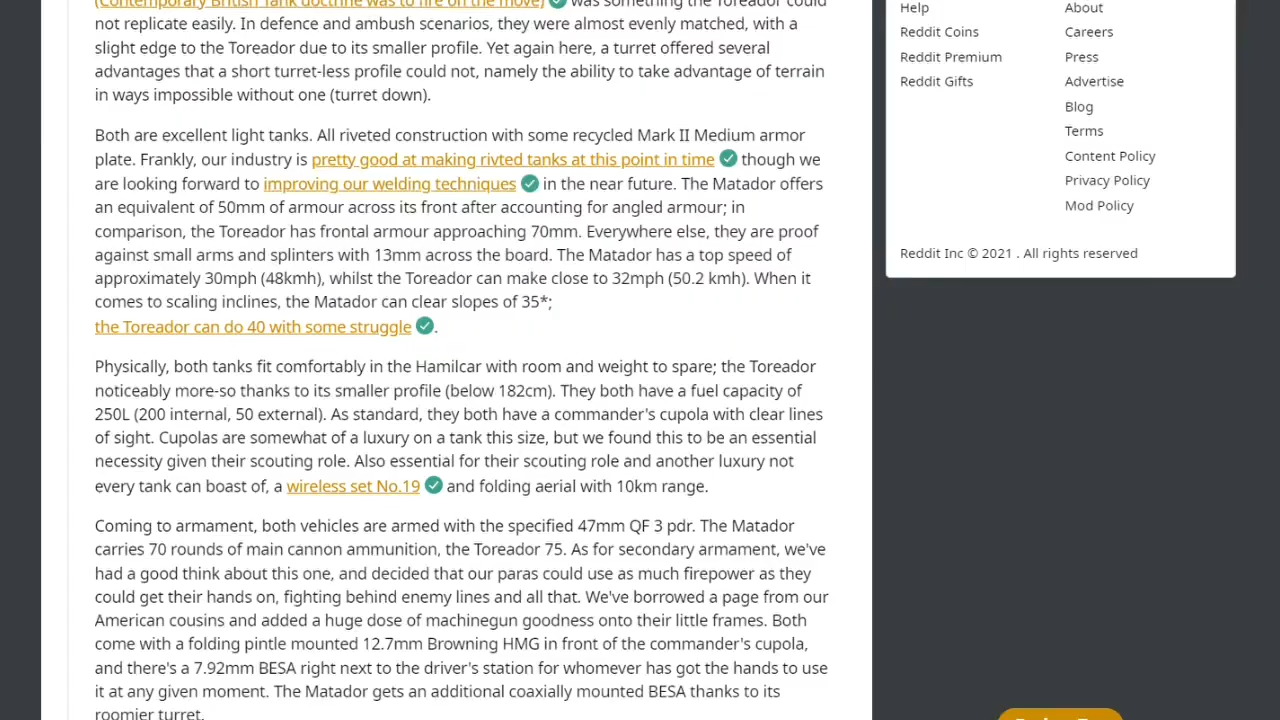 (Contemporary British Tank doctrine was to fire on the move) was something the Toreador could
not replicate easily. In defence and ambush scenarios, they were almost evenly matched, with a
slight edge to the Toreador due to its smaller profile. Yet again here, a turret offered several
advantages that a short turret-less profile could not, namely the ability to take advantage of terrain
in ways impossible without one (turret down).
Both are excellent light tanks. All riveted construction with some recycled Mark II Medium armor
plate. Frankly, our industry is pretty good at making rivted tanks at this point in time though we
are looking forward to improving our welding techniques in the near future. The Matador offers
an equivalent of 50mm of armour across its front after accounting for angled armour; in
comparison, the Toreador has frontal armour approaching 70mm. Everywhere else, they are proof
against small arms and splinters with 13mm across the board. The Matador has a top speed of
approximately 30mph (48kmh), whilst the Toreador can make close to 32mph (50.2 kmh). When it
comes to scaling inclines, the Matador can clear slopes of 35*;
the Toreador can do 40 with some struggle.
Physically, both tanks fit comfortably in the Hamilcar with room and weight to spare; the Toreador
noticeably more-so thanks to its smaller profile (below 182cm). They both have a fuel capacity of
250L (200 internal, 50 external). As standard, they both have a commander's cupola with clear lines
of sight. Cupolas are somewhat of a luxury on a tank this size, but we found this to be an essential
necessity given their scouting role. Also essential for their scouting role and another luxury not
every tank can boast of, a wireless set No.19 and folding aerial with 10km range.
Coming to armament, both vehicles are armed with the specified 47mm QF 3 pdr. The Matador
carries 70 rounds of main cannon ammunition, the Toreador 75. As for secondary armament, we've
had a good think about this one, and decided that our paras could use as much firepower as they
could get their hands on, fighting behind enemy lines and all that. We've borrowed a page from our
American cousins and added a huge dose of machinegun goodness onto their little frames. Both
come with a folding pintle mounted 12.7mm Browning HMG in front of the commander's cupola,
and there's a 7.92mm BESA right next to the driver's station for whomever has got the hands to use
it at any given moment. The Matador gets an additional coaxially mounted BESA thanks to its
roomier turret.
Help
Reddit Coins
Reddit Premium
Reddit Gifts
About
Careers
Press
Advertise
Blog
Terms
Content Policy
Privacy Policy
Mod Policy
Reddit Inc © 2021 . All rights reserved